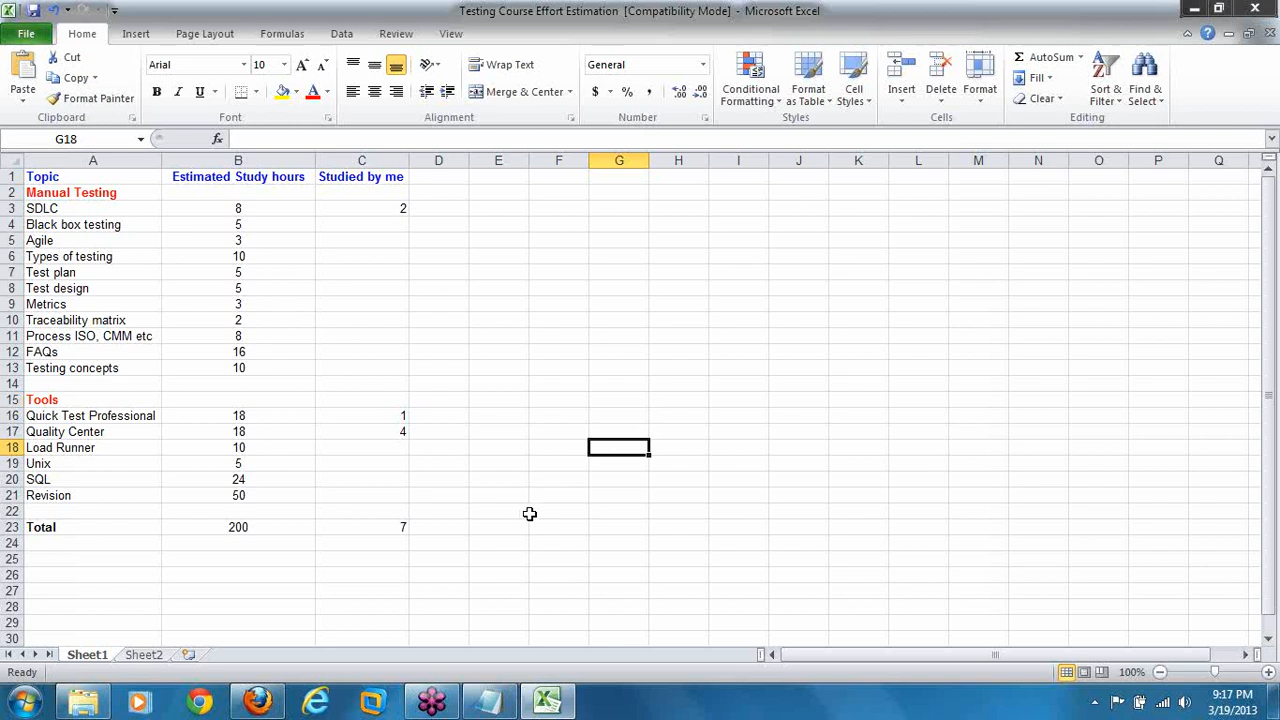 Testing Course Effort Estimation [Compatibility Mode] - Microsoft Excel
File Home Insert Page Layout Formulas Data Review View
Paste Cut Copy Format Painter Clipboard
Arial 10 A A B I U A Font
Wrap Text Merge & Center Alignment
General $ % , Number
Conditional Formatting Format as Table Cell Styles Styles
Insert Delete Format Cells
Σ AutoSum Fill Clear Sort & Filter Find & Select Editing
G18 fx
A B C D E F G H I J K L M N O P Q
1 Topic Estimated Study hours Studied by me
2 Manual Testing
3 SDLC 8 2
4 Black box testing 5
5 Agile 3
6 Types of testing 10
7 Test plan 5
8 Test design 5
9 Metrics 3
10 Traceability matrix 2
11 Process ISO, CMM etc 8
12 FAQs 16
13 Testing concepts 10
14
15 Tools
16 Quick Test Professional 18 1
17 Quality Center 18 4
18 Load Runner 10
19 Unix 5
20 SQL 24
21 Revision 50
22
23 Total 200 7
24
25
26
27
28
29
30
Sheet1 Sheet2
Ready 100%
9:17 PM
3/19/2013